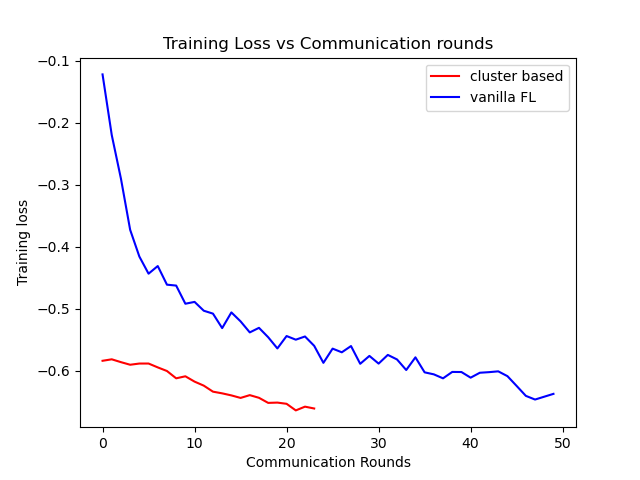 Training Loss vs Communication rounds
cluster based
vanilla FL
−0.1
−0.2
−0.3
−0.4
−0.5
−0.6
Training loss
0 10 20 30 40 50
Communication Rounds